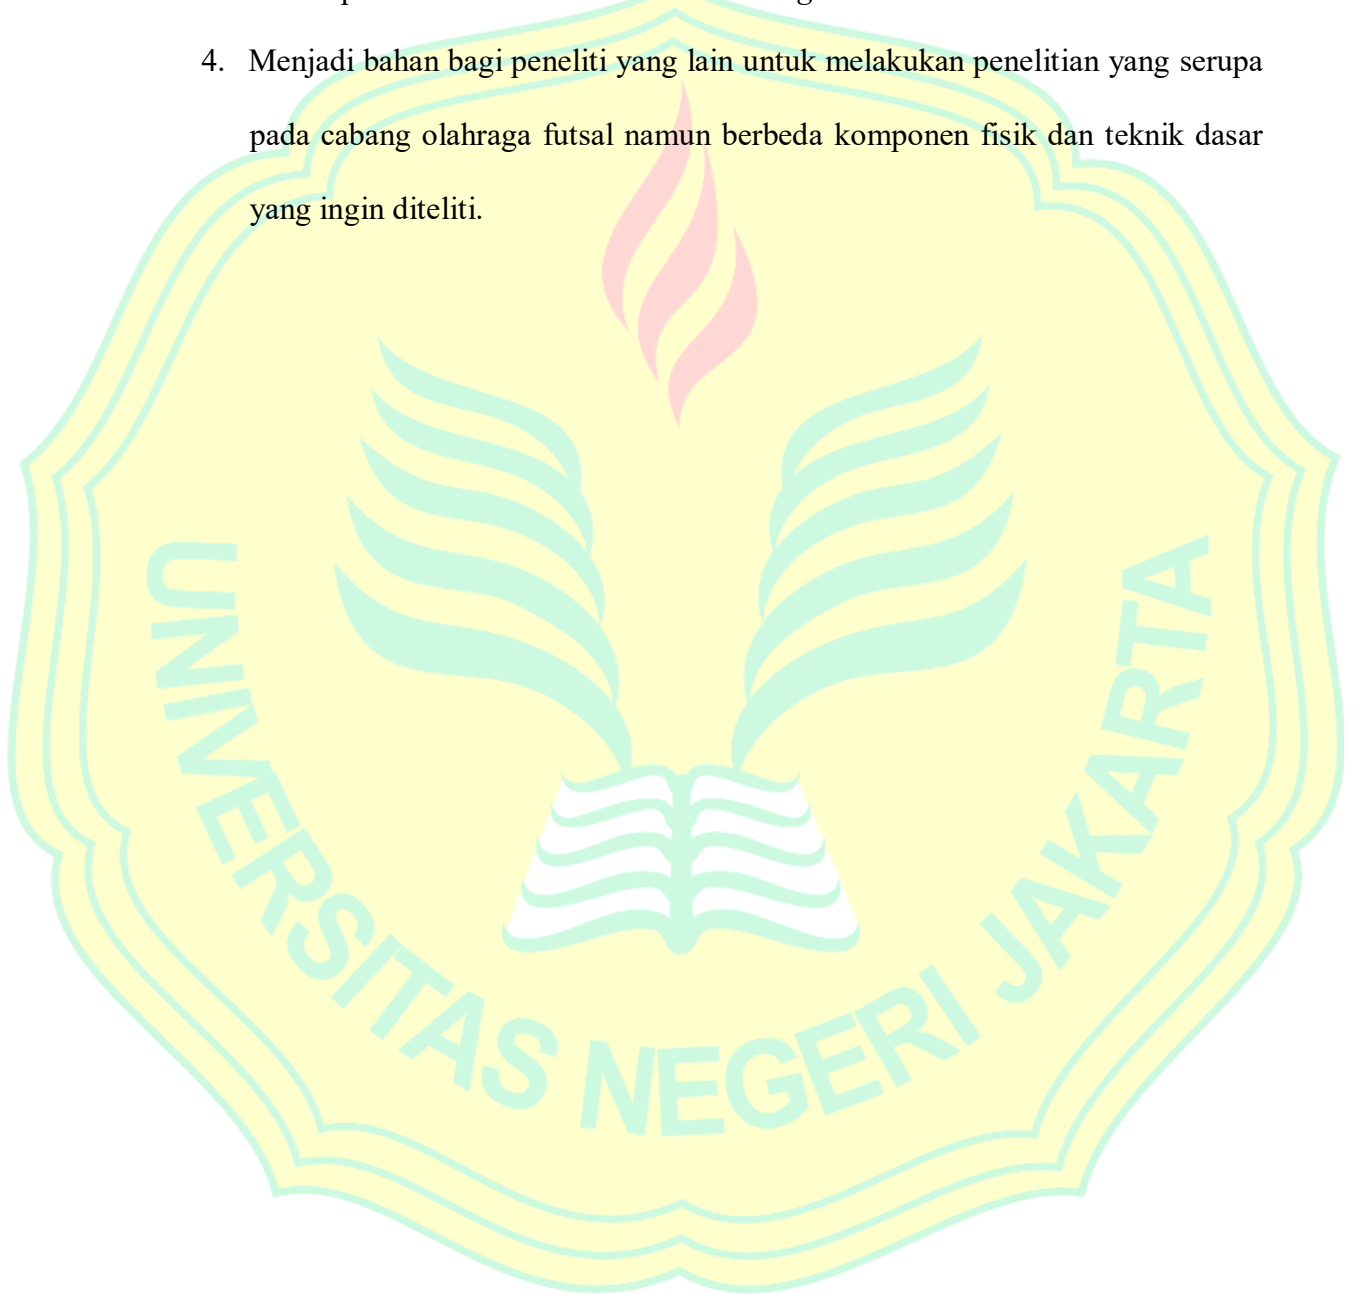 4. Menjadi bahan bagi peneliti yang lain untuk melakukan penelitian yang serupa
pada cabang olahraga futsal namun berbeda komponen fisik dan teknik dasar
yang ingin diteliti.
UNIVERSITAS NEGERI JAKARTA